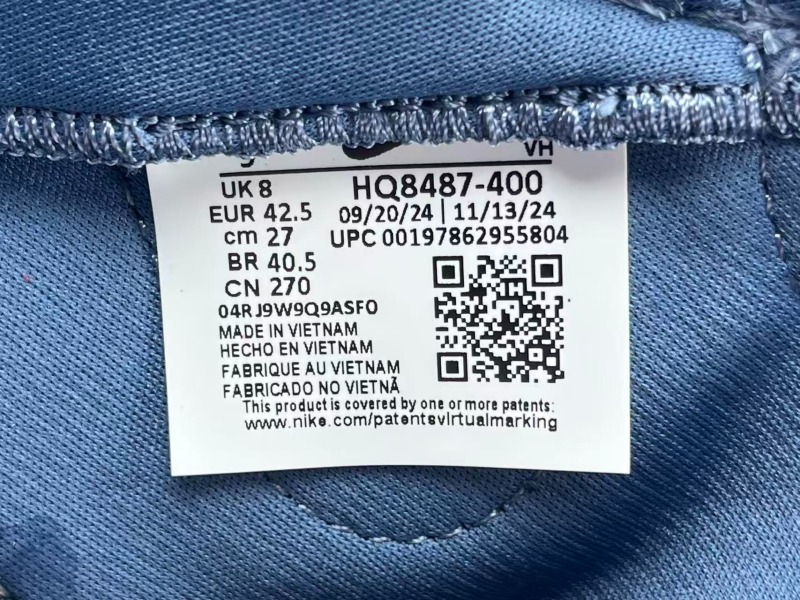 VH
UK 8 HQ8487-400
EUR 42.5 09/20/24 | 11/13/24
cm 27 UPC 00197862955804
BR 40.5
CN 270
04RJ9W9Q9ASFO
MADE IN VIETNAM
HECHO EN VIETNAM
FABRIQUE AU VIETNAM
FABRICADO NO VIETNÃ
This product is covered by one or more patents:
www.nike.com/patentsvirtualmarking